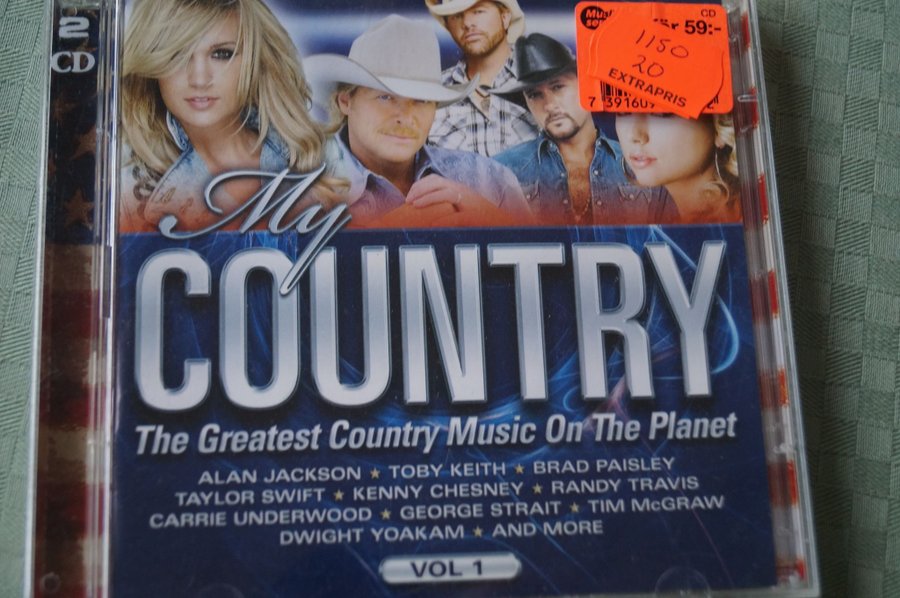 2
CD
CD
för 59:-
1150
20
EXTRAPRIS
My
COUNTRY
The Greatest Country Music On The Planet
ALAN JACKSON ★ TOBY KEITH ★ BRAD PAISLEY
TAYLOR SWIFT ★ KENNY CHESNEY ★ RANDY TRAVIS
CARRIE UNDERWOOD ★ GEORGE STRAIT ★ TIM McGRAW
DWIGHT YOAKAM ★ AND MORE
VOL 1